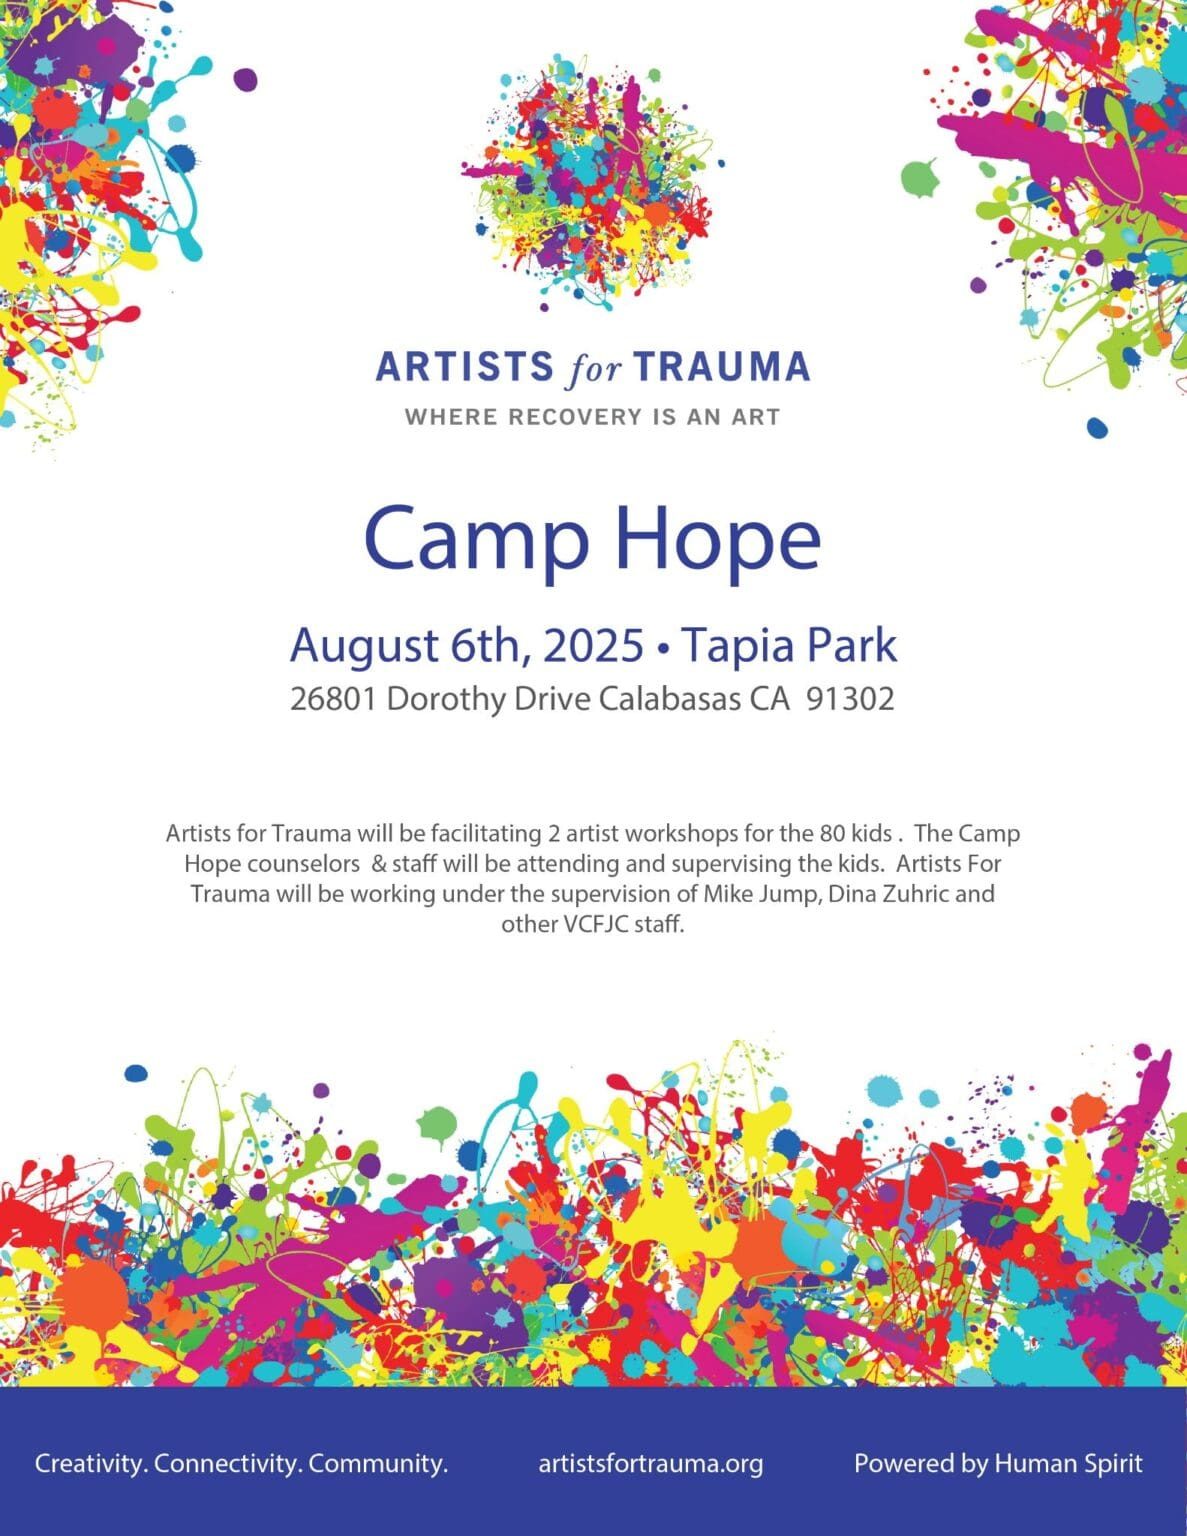 ARTISTS for TRAUMA
WHERE RECOVERY IS AN ART
Camp Hope
August 6th, 2025 • Tapia Park
26801 Dorothy Drive Calabasas CA  91302
Artists for Trauma will be facilitating 2 artist workshops for the 80 kids .  The Camp
Hope counselors  & staff will be attending and supervising the kids.  Artists For
Trauma will be working under the supervision of Mike Jump, Dina Zuhric and
other VCFJC staff.
Creativity. Connectivity. Community.
artistsfortrauma.org
Powered by Human Spirit